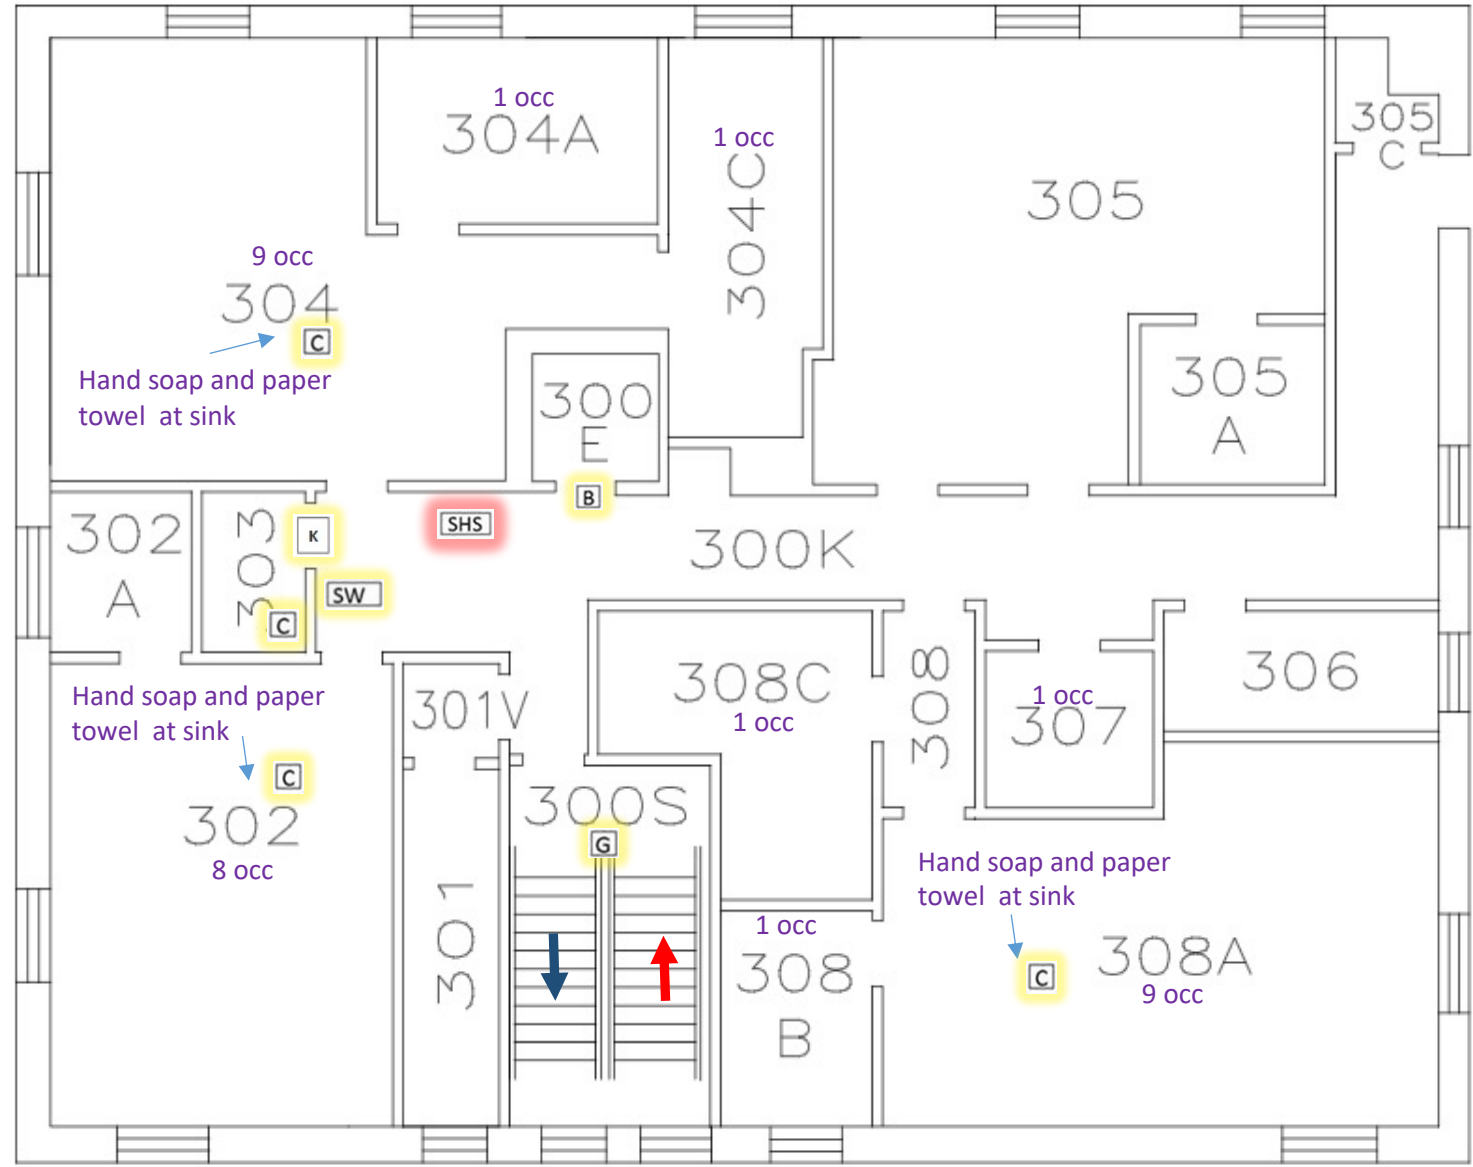 1 occ
304A
1 occ
304C
305
305
C
9 occ
304
C
Hand soap and paper
towel  at sink
300
E
B
305
A
302
A
303
K
C
SHS
SW
300K
Hand soap and paper
towel  at sink
C
302
8 occ
301V
301
300S
G
308C
1 occ
308
1 occ
307
306
1 occ
308
B
Hand soap and paper
towel  at sink
C
308A
9 occ